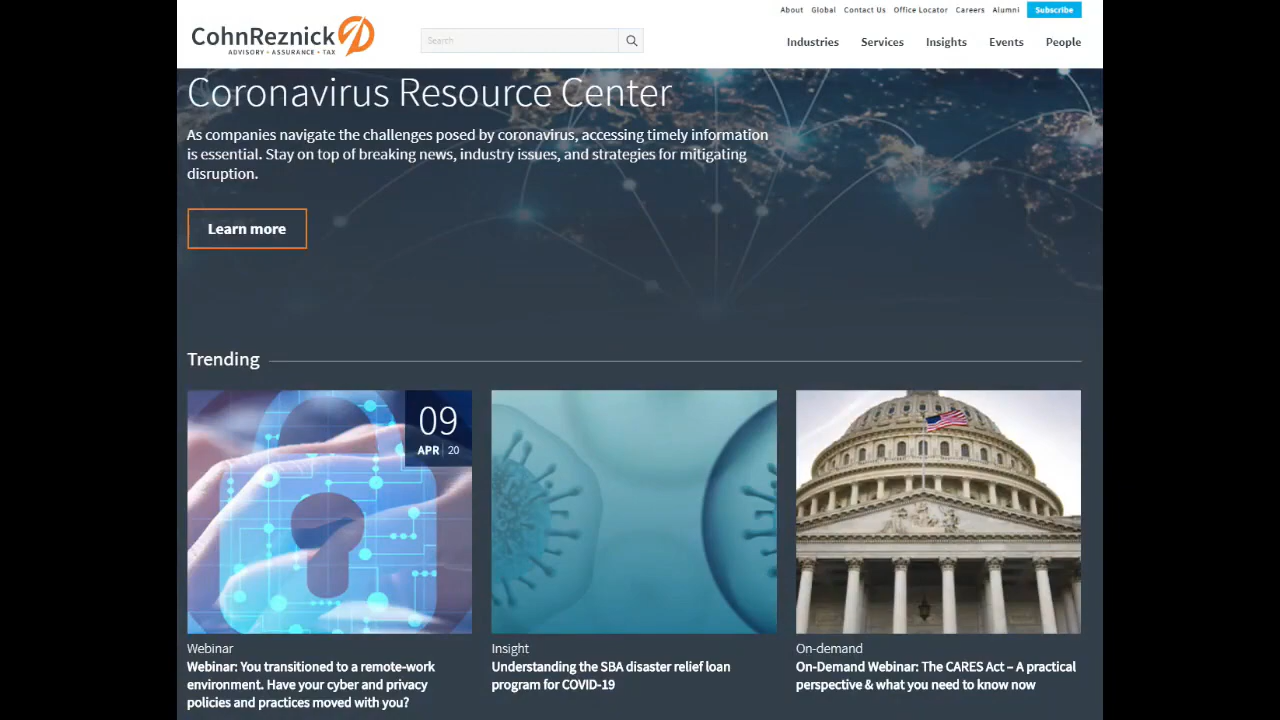 About Global Contact Us Office Locator Careers Alumni Subscribe
CohnReznick
ADVISORY • ASSURANCE • TAX
Search
Industries Services Insights Events People
Coronavirus Resource Center
As companies navigate the challenges posed by coronavirus, accessing timely information
is essential. Stay on top of breaking news, industry issues, and strategies for mitigating
disruption.
Learn more
Trending
09
APR | 20
Webinar
Webinar: You transitioned to a remote-work
environment. Have your cyber and privacy
policies and practices moved with you?
Insight
Understanding the SBA disaster relief loan
program for COVID-19
On-demand
On-Demand Webinar: The CARES Act – A practical
perspective & what you need to know now